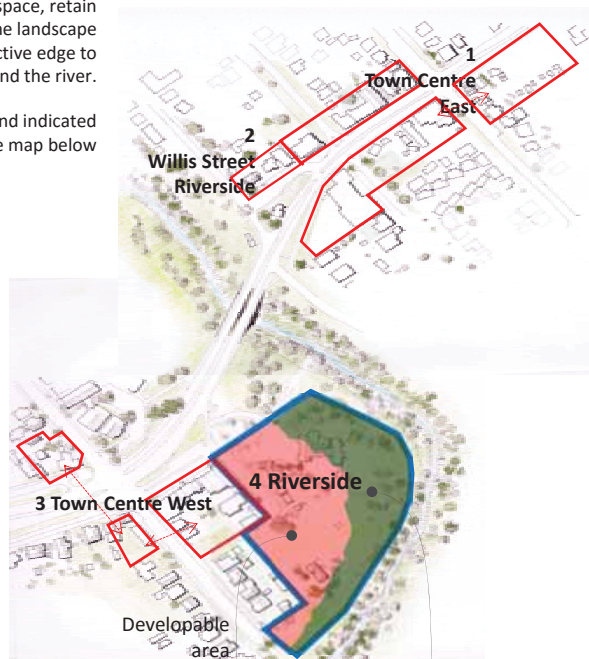 space, retain
ne landscape
ctive edge to
nd the river.
nd indicated
e map below
1
Town Centre
East
2
Willis Street
Riverside
4 Riverside
3 Town Centre West
Developable
area